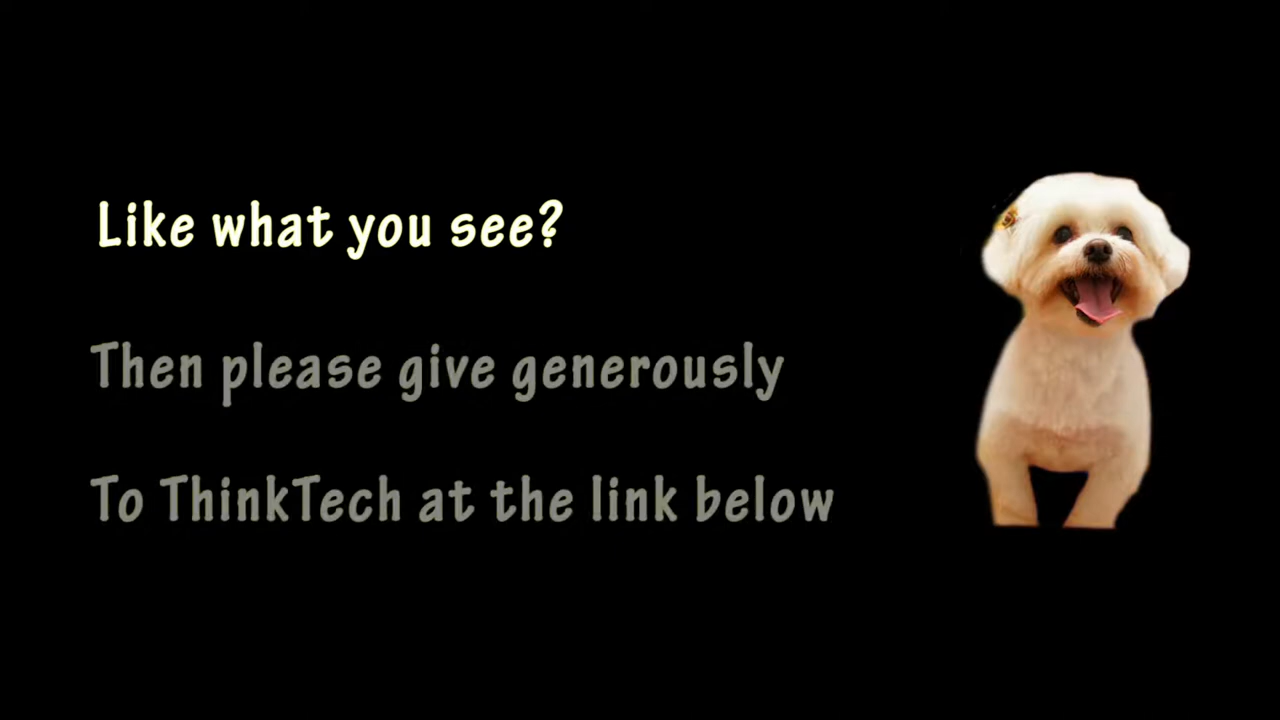 Like what you see?
Then please give generously
To ThinkTech at the link below